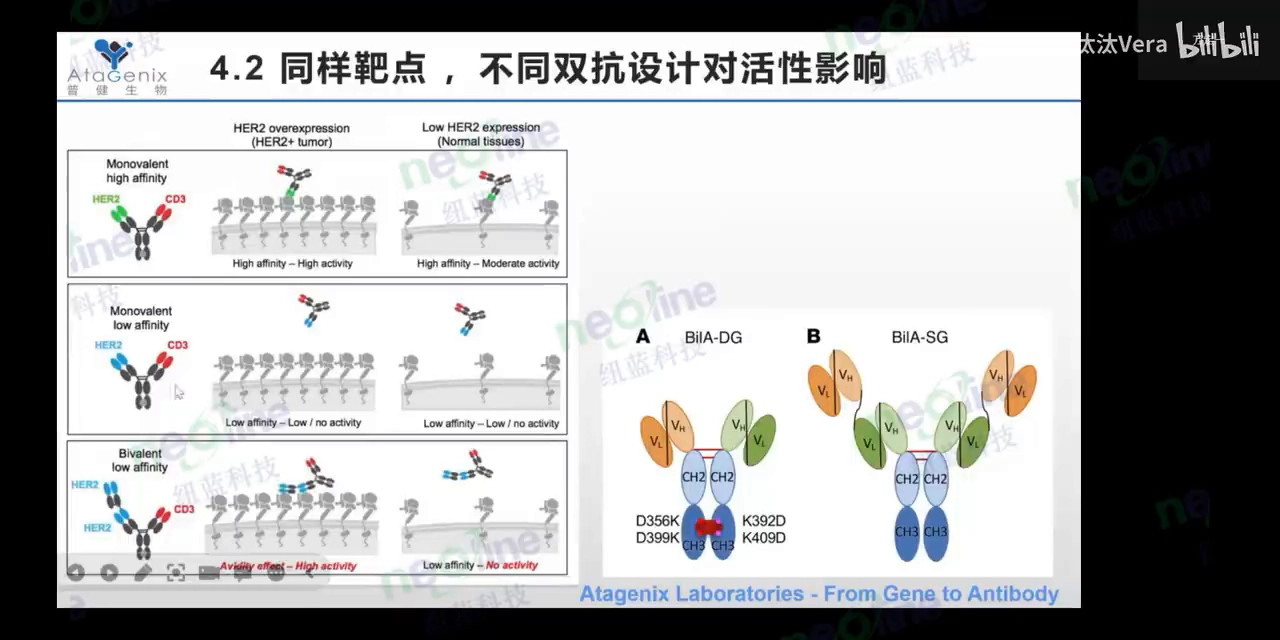 汰Vera bilibili
AtaGenix
普健生物
4.2 同样靶点，不同双抗设计对活性影响
HER2 overexpression
(HER2+ tumor)
Low HER2 expression
(Normal tissues)
Monovalent
high affinity
HER2
CD3
High affinity – High activity
High affinity – Moderate activity
Monovalent
low affinity
HER2
CD3
Low affinity – Low / no activity
Low affinity – Low / no activity
Bivalent
low affinity
HER2
HER2
CD3
Avidity effect – High activity
Low affinity – No activity
A BiIA-DG
VL VH VH VL
CH2 CH2
D356K
D399K
K392D
K409D
CH3 CH3
B BiIA-SG
VL VH VH VL
VL VH VH VL
CH2 CH2
CH3 CH3
Atagenix Laboratories - From Gene to Antibody
neoline
纽蓝科技